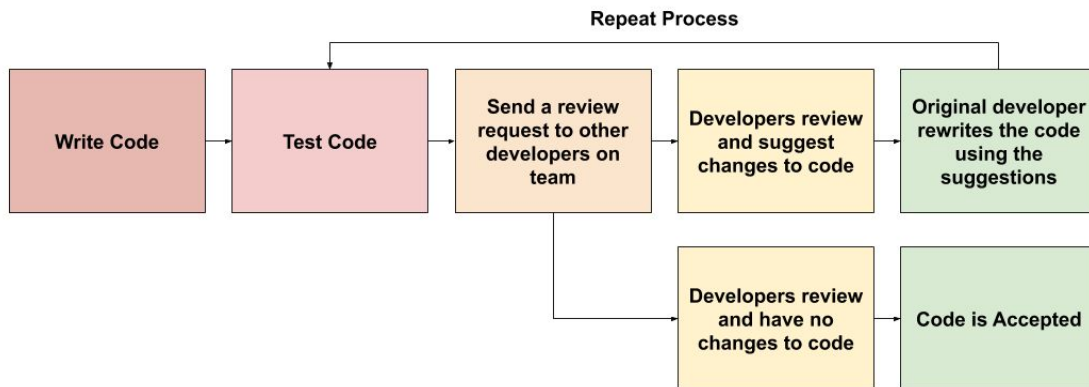 Repeat Process
Write Code
Test Code
Send a review
request to other
developers on
team
Developers review
and suggest
changes to code
Original developer
rewrites the code
using the
suggestions
Developers review
and have no
changes to code
Code is Accepted